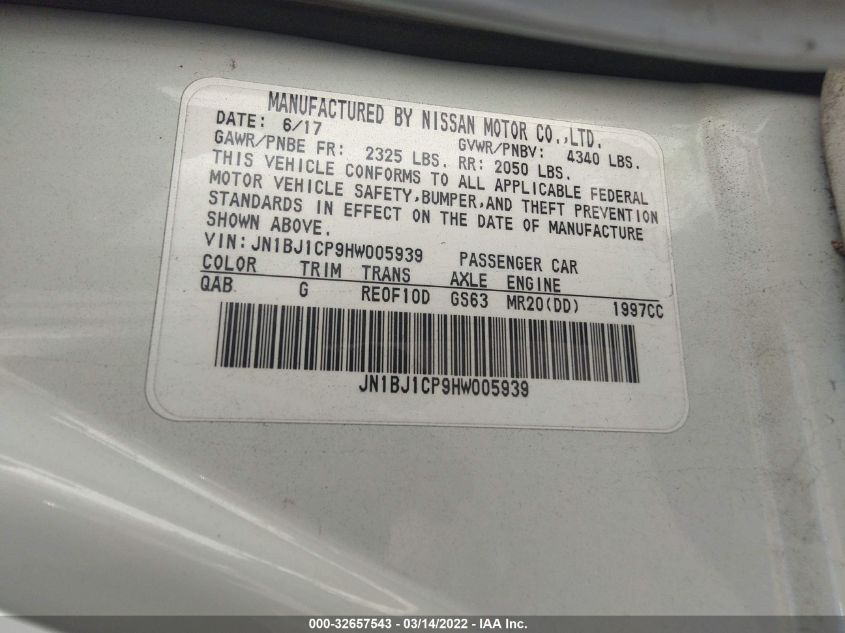 MANUFACTURED BY NISSAN MOTOR CO.,LTD.
DATE: 6/17 GVWR/PNBV: 4340 LBS.
GAWR/PNBE FR: 2325 LBS. RR: 2050 LBS.
THIS VEHICLE CONFORMS TO ALL APPLICABLE FEDERAL
MOTOR VEHICLE SAFETY,BUMPER,AND THEFT PREVENTION
STANDARDS IN EFFECT ON THE DATE OF MANUFACTURE
SHOWN ABOVE.
VIN:JN1BJ1CP9HW005939 PASSENGER CAR
COLOR TRIM TRANS AXLE ENGINE
QAB G RE0F10D GS63 MR20(DD) 1997CC
JN1BJ1CP9HW005939
000-32657543 - 03/14/2022 - IAA Inc.